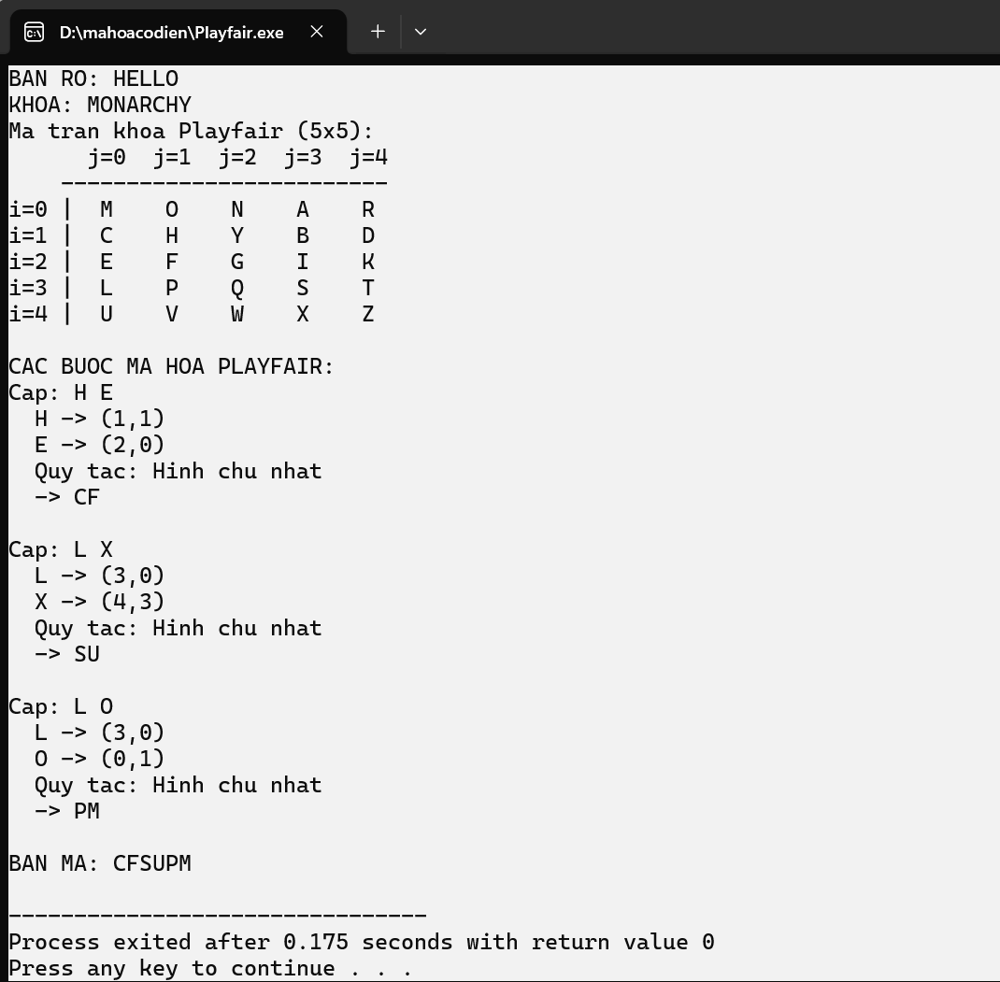 D:\mahoacodien\Playfair.exe
BAN RO: HELLO
KHOA: MONARCHY
Ma tran khoa Playfair (5x5):
j=0 j=1 j=2 j=3 j=4
-------------------------
i=0 | M O N A R
i=1 | C H Y B D
i=2 | E F G I K
i=3 | L P Q S T
i=4 | U V W X Z
CAC BUOC MA HOA PLAYFAIR:
Cap: H E
H -> (1,1)
E -> (2,0)
Quy tac: Hinh chu nhat
-> CF
Cap: L X
L -> (3,0)
X -> (4,3)
Quy tac: Hinh chu nhat
-> SU
Cap: L O
L -> (3,0)
O -> (0,1)
Quy tac: Hinh chu nhat
-> PM
BAN MA: CFSUPM
--------------------------------
Process exited after 0.175 seconds with return value 0
Press any key to continue . . .